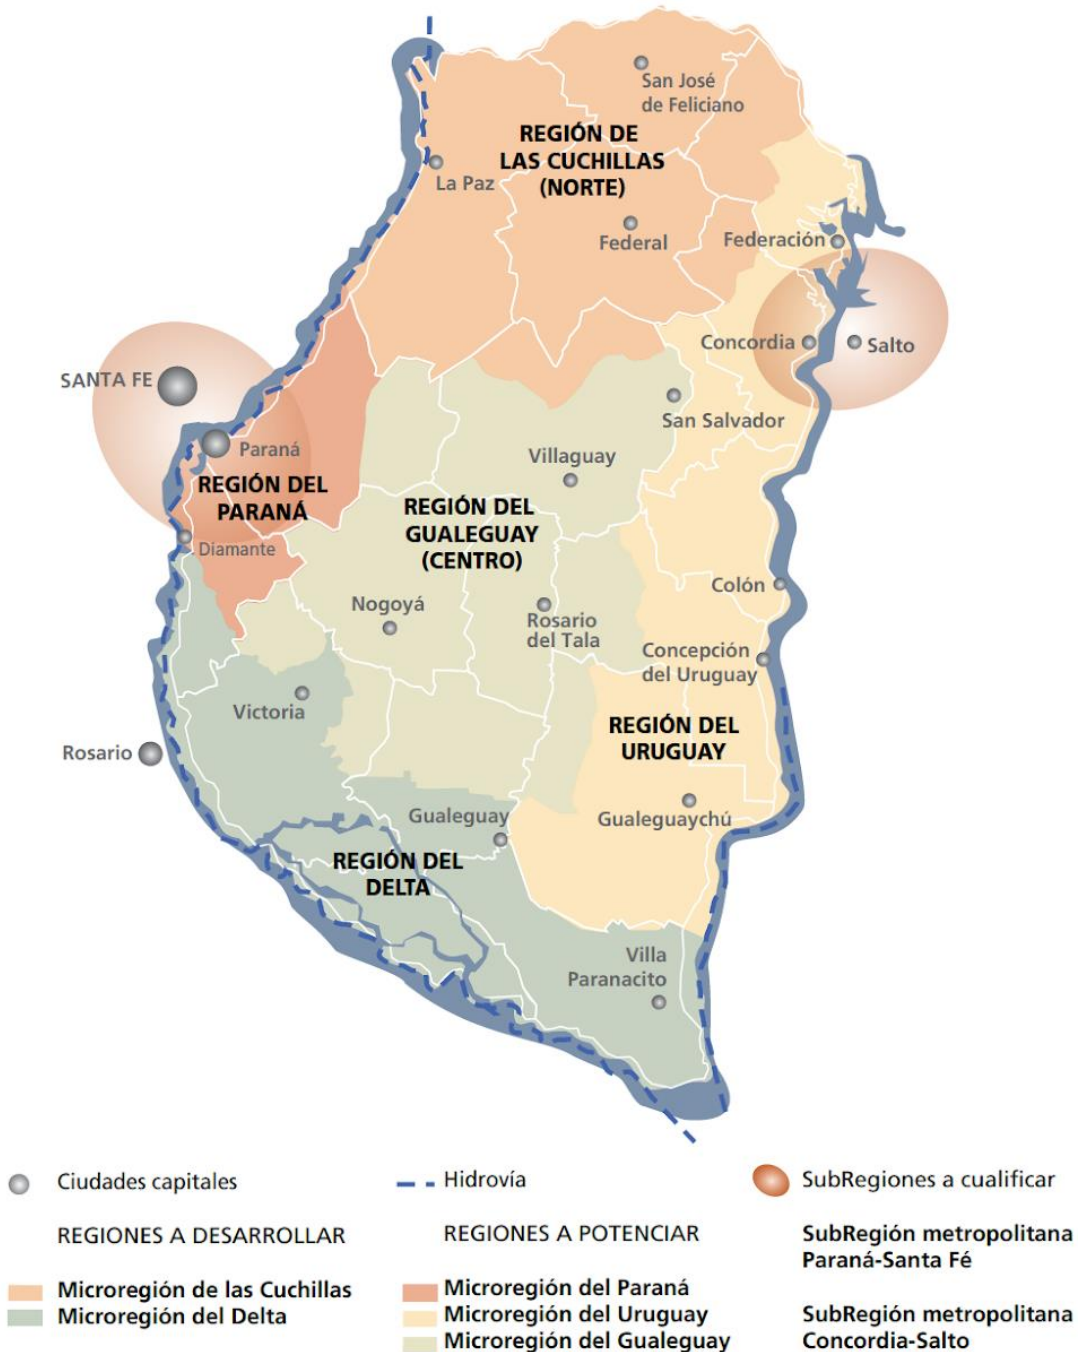 San José
de Feliciano
REGIÓN DE
LAS CUCHILLAS
(NORTE)
La Paz
Federal
Federación
Concordia
Salto
SANTA FE
San Salvador
Paraná
Villaguay
REGIÓN DEL
PARANÁ
REGIÓN DEL
GUALEGUAY
(CENTRO)
Diamante
Colón
Nogoyá
Rosario
del Tala
Concepción
del Uruguay
Victoria
REGIÓN DEL
URUGUAY
Rosario
Gualeguay
Gualeguaychú
REGIÓN DEL
DELTA
Villa
Paranacito
Ciudades capitales
REGIONES A DESARROLLAR
Microregión de las Cuchillas
Microregión del Delta
Hidrovía
REGIONES A POTENCIAR
Microregión del Paraná
Microregión del Uruguay
Microregión del Gualeguay
SubRegiones a cualificar
SubRegión metropolitana
Paraná-Santa Fé
SubRegión metropolitana
Concordia-Salto